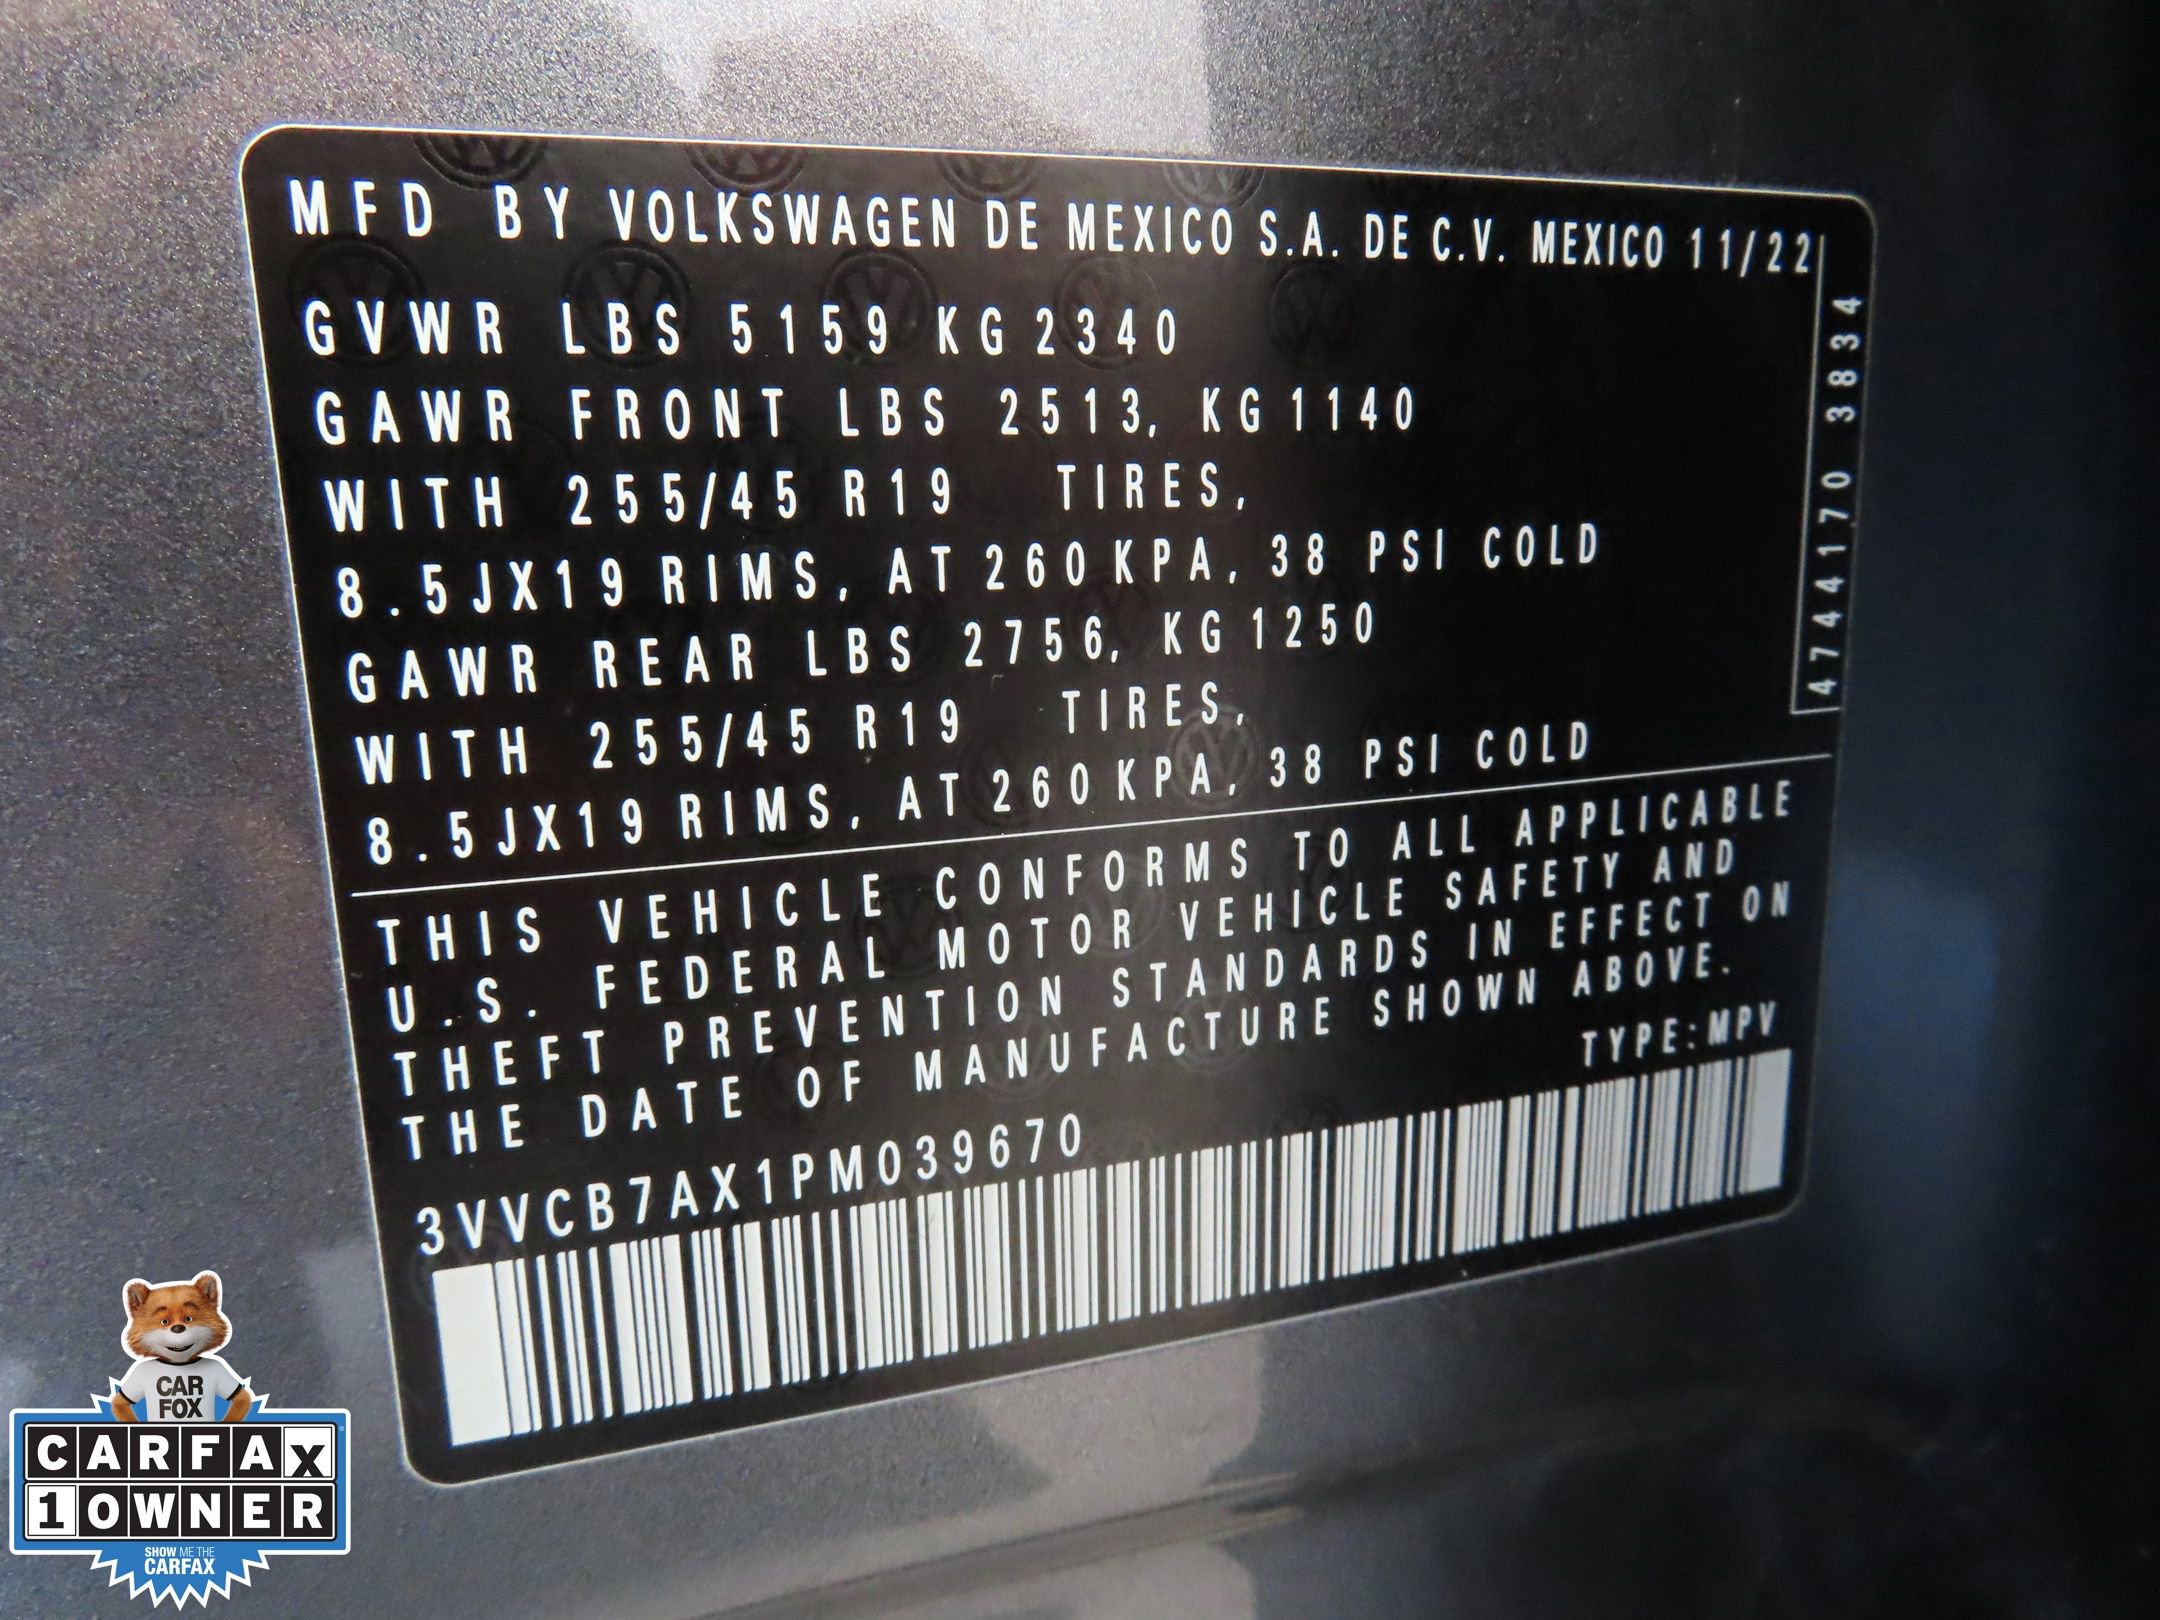 MFD BY VOLKSWAGEN DE MEXICO S.A. DE C.V. MEXICO 11/22
GVWR LBS 5159 KG 2340
GAWR FRONT LBS 2513, KG 1140
WITH 255/45 R19 TIRES,
8.5JX19 RIMS, AT 260 KPA, 38 PSI COLD
GAWR REAR LBS 2756, KG 1250
WITH 255/45 R19 TIRES,
8.5JX19 RIMS, AT 260 KPA, 38 PSI COLD
4744170 3834
THIS VEHICLE CONFORMS TO ALL APPLICABLE
U.S. FEDERAL MOTOR VEHICLE SAFETY AND
THEFT PREVENTION STANDARDS IN EFFECT ON
THE DATE OF MANUFACTURE SHOWN ABOVE.
TYPE:MPV
3VVCB7AX1PM039670
CAR
FOX
CARFAX
1 OWNER
SHOW ME THE
CARFAX